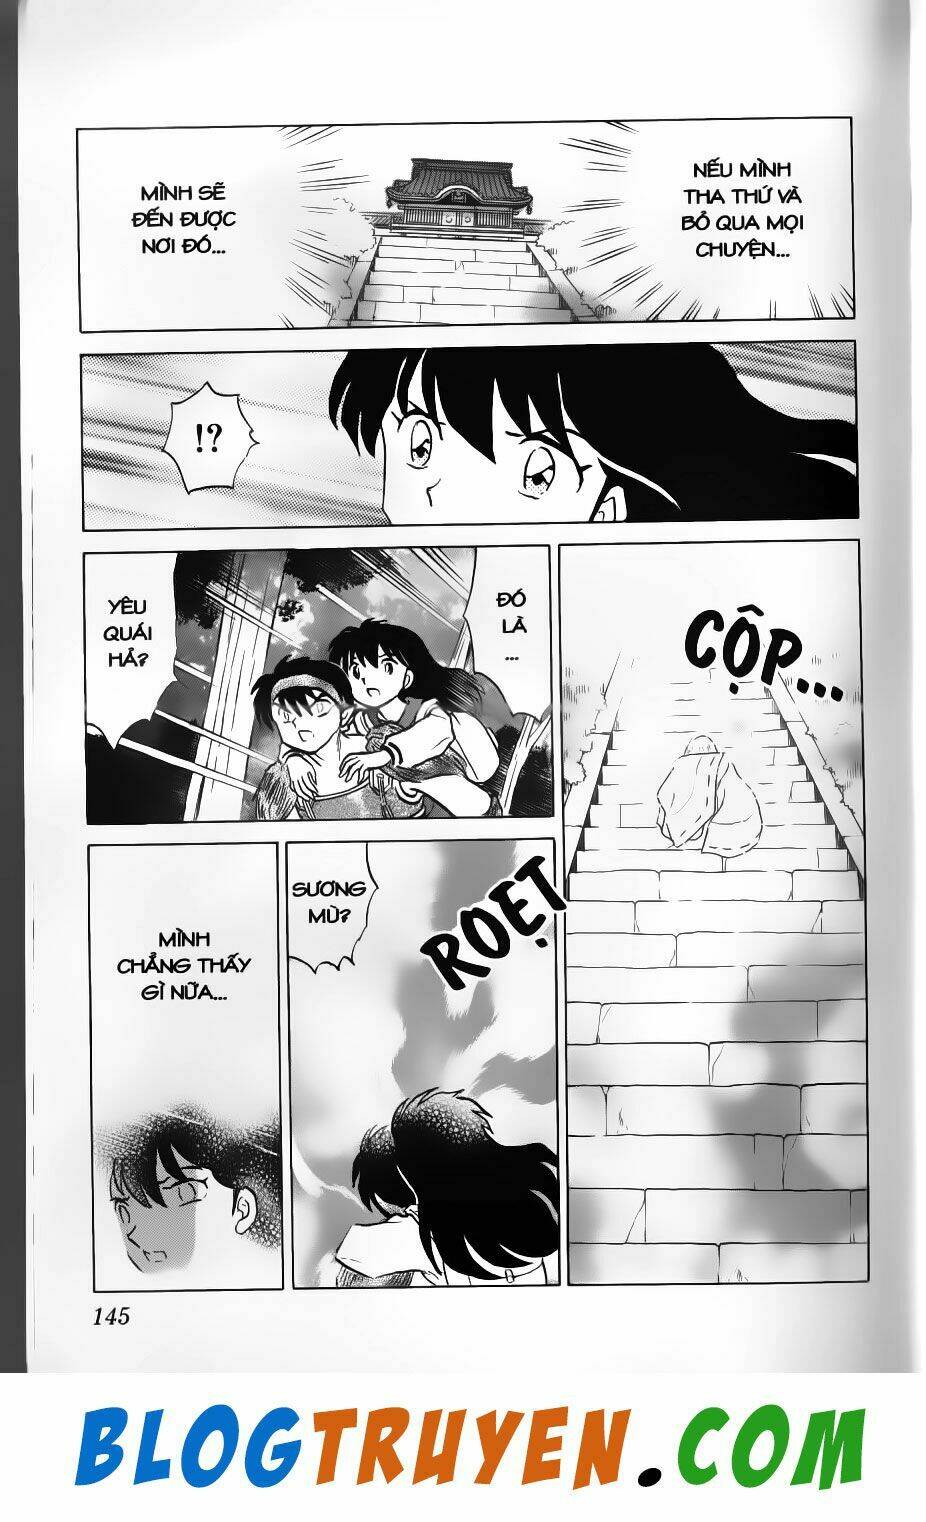 NẾU MÌNH
THA THỨ VÀ
BỎ QUA MỌI
CHUYỆN...
MÌNH SẼ
ĐẾN ĐƯỢC
NƠI ĐÓ...
!?
CỘP...
ĐÓ
LÀ
...
YÊU
QUÁI
HẢ?
ROẸT
SƯƠNG
MÙ?
MÌNH
CHẲNG THẤY
GÌ NỮA...
145
BLOGTRUYEN.COM